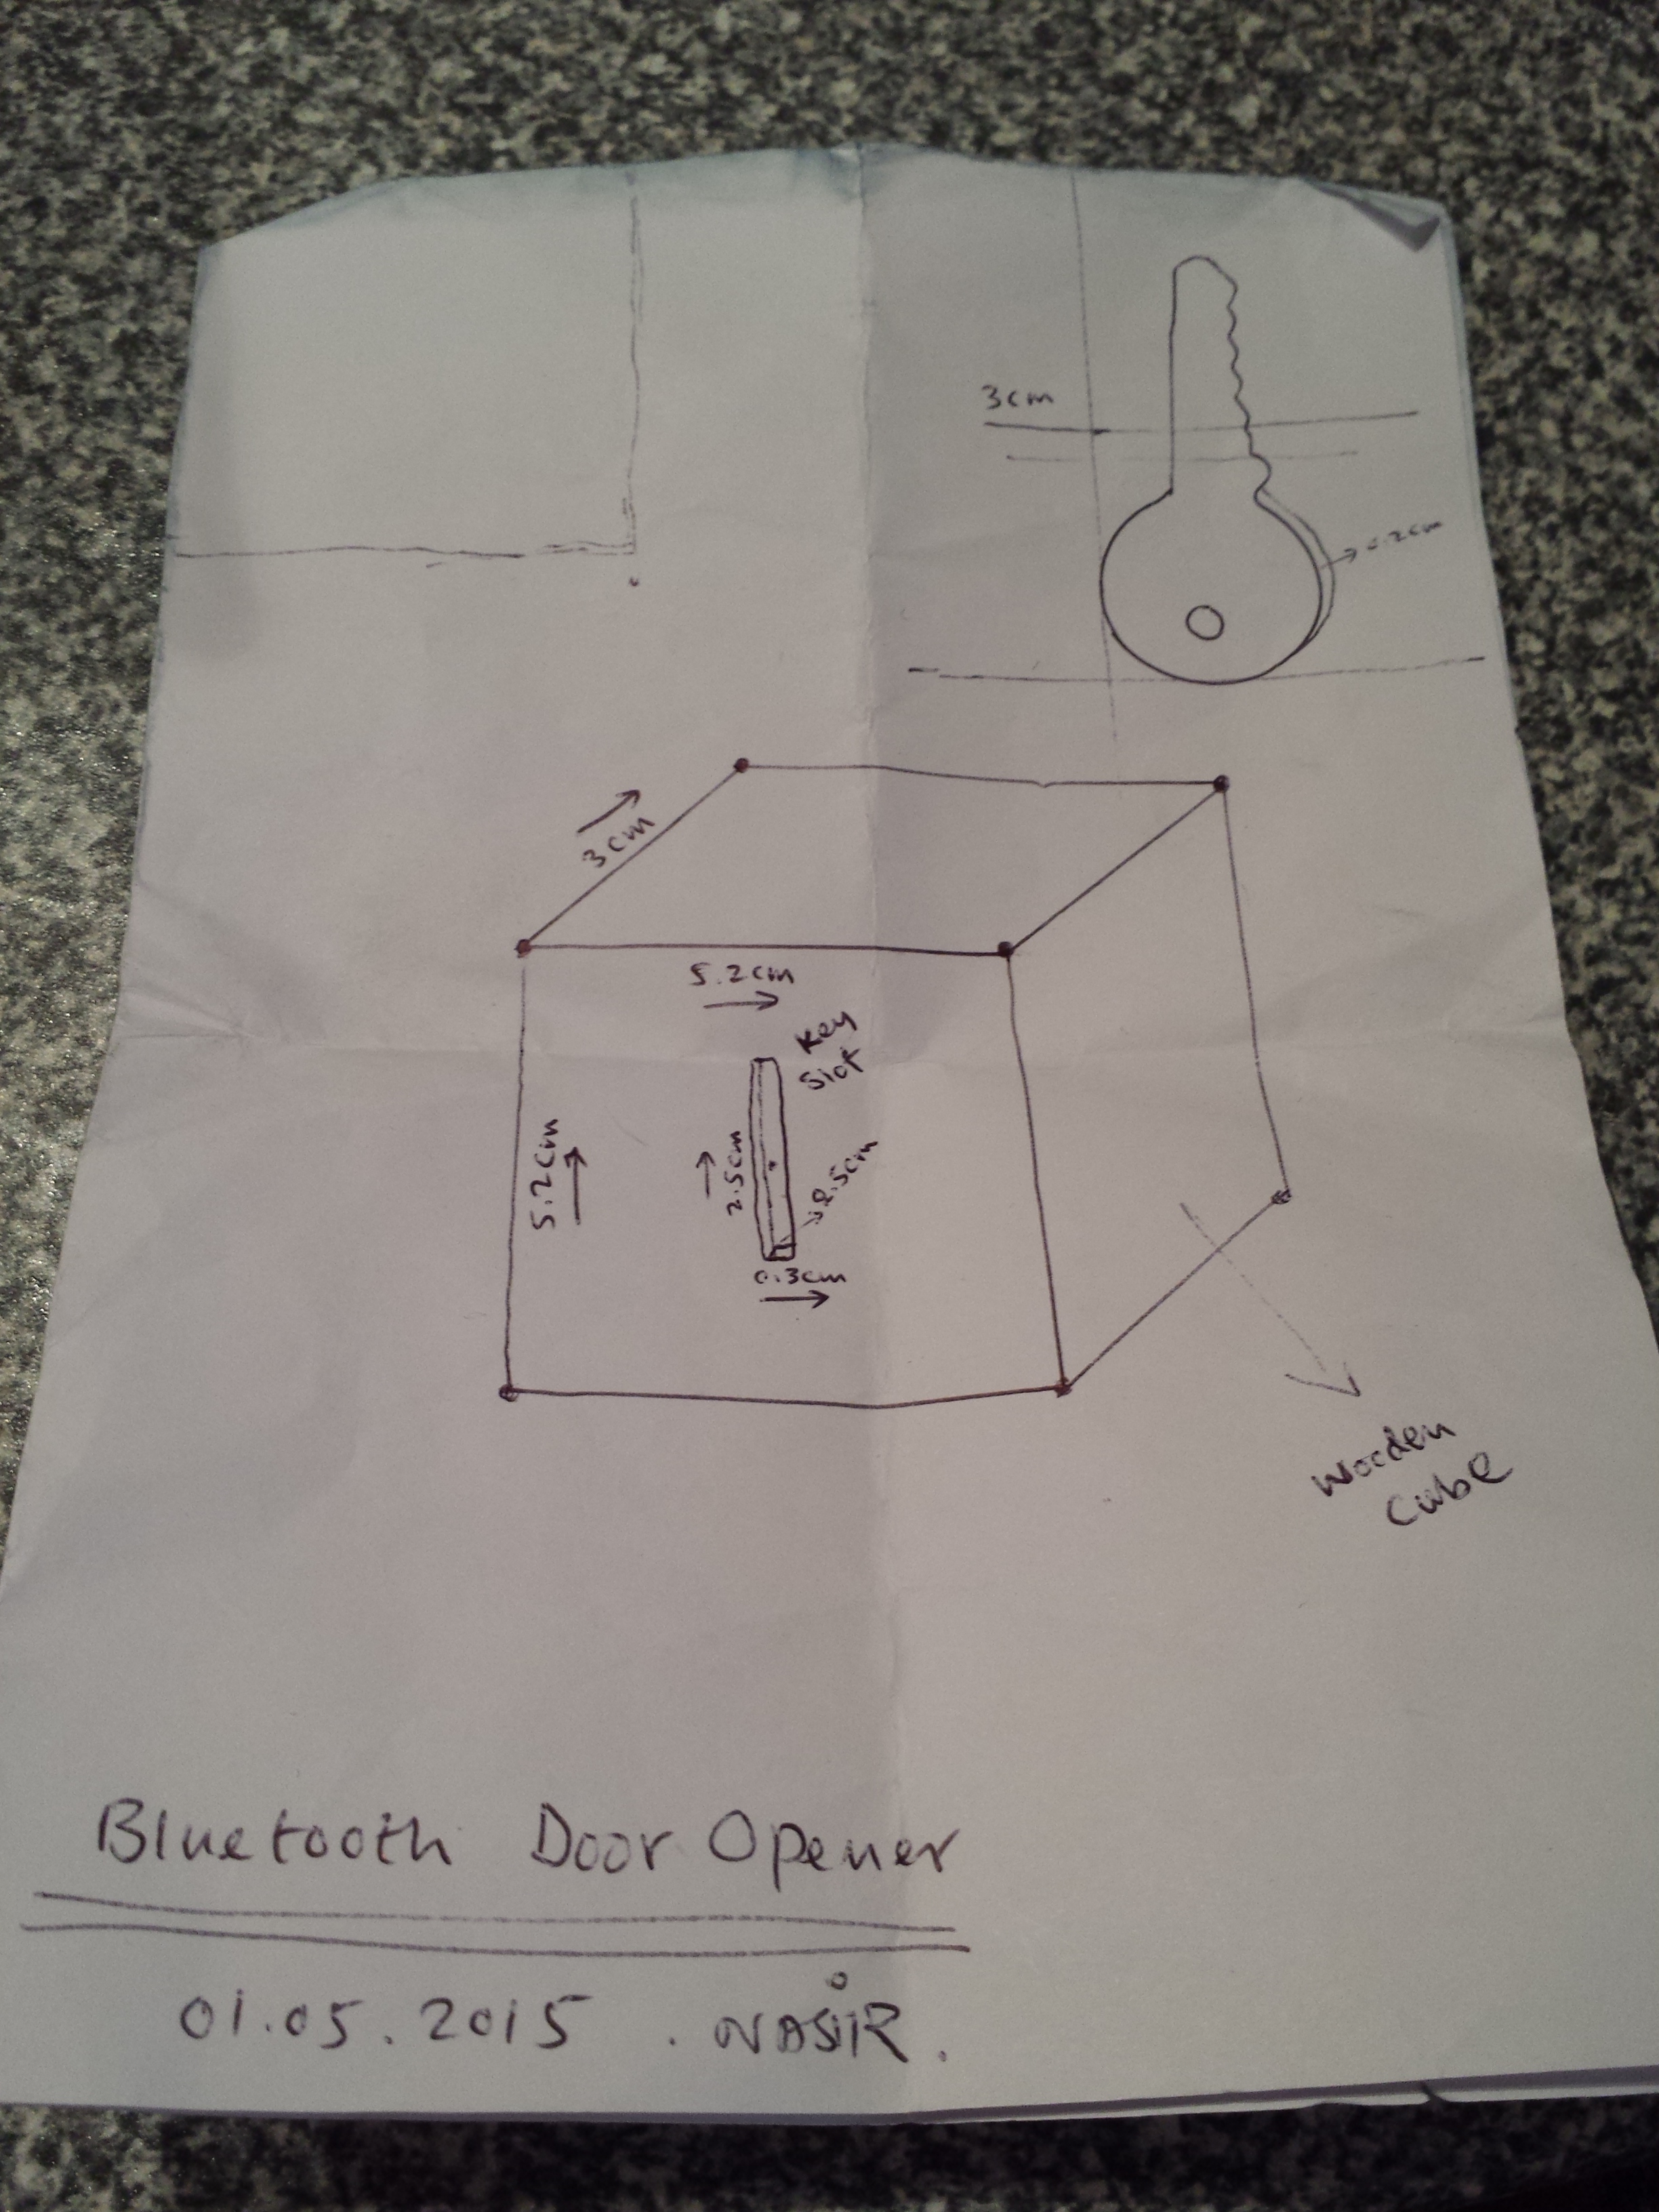 3cm
0.2cm
3cm
5.2cm
Key
Slot
5.2cm
2.5cm
2.5cm
0.3cm
Wooden
Cube
Bluetooth Door Opener
01.05.2015 . NASIR.